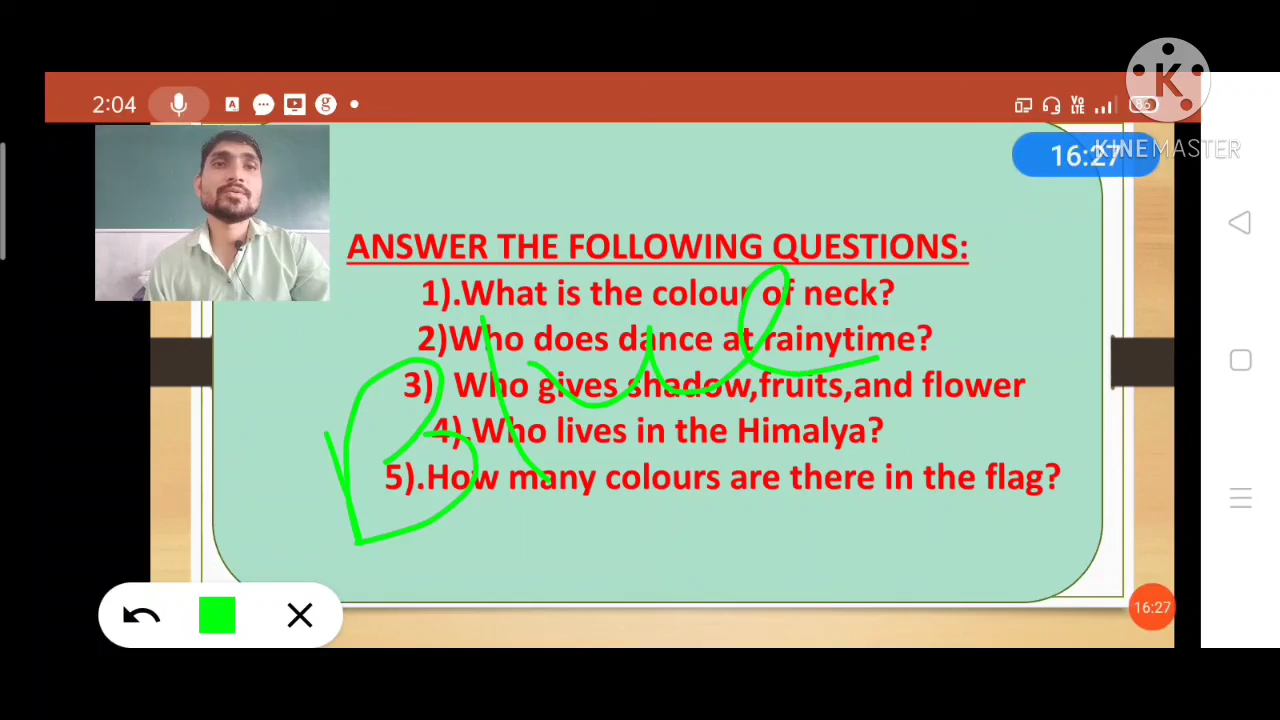 2:04
16:27
KINEMASTER
ANSWER THE FOLLOWING QUESTIONS:
1).What is the colour of neck?
2)Who does dance at rainytime?
3) Who gives shadow,fruits,and flower
4).Who lives in the Himalya?
5).How many colours are there in the flag?
Blue
16:27